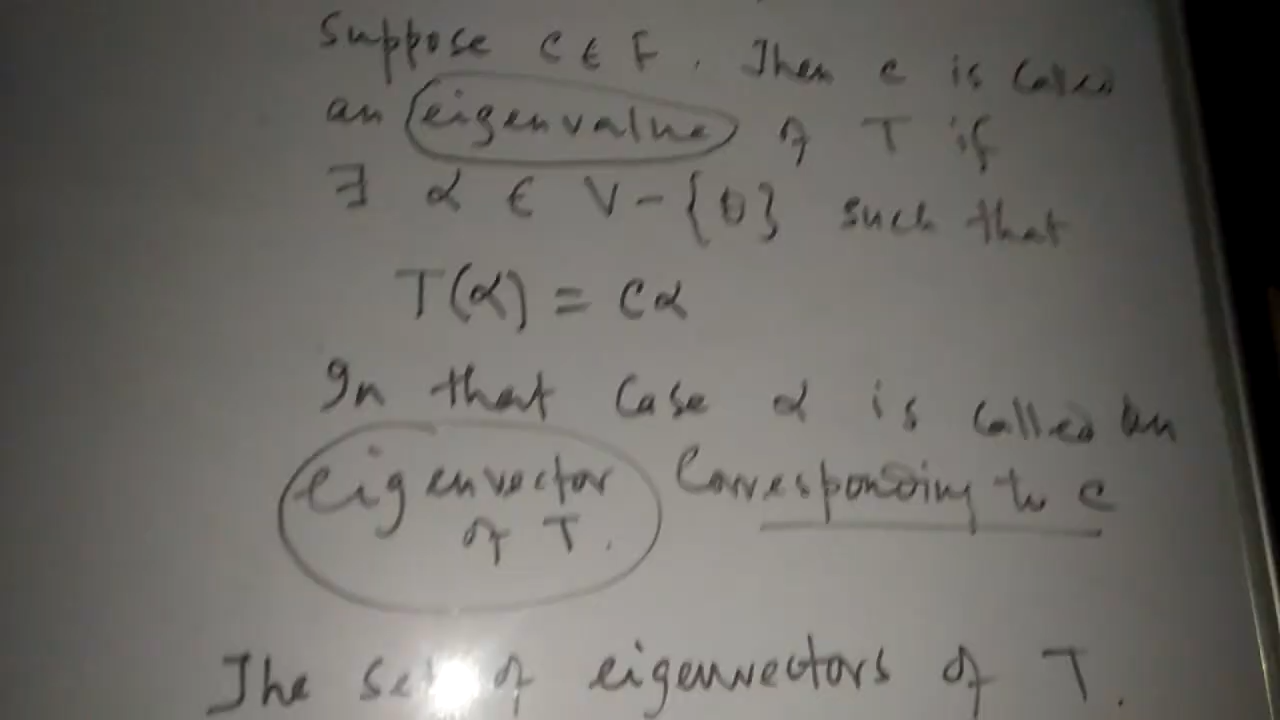 Suppose c ∈ F. Then c is called
an eigenvalue of T if
∃ α ∈ V - {0} such that
T(α) = cα
In that case α is called an
eigenvector corresponding to c
of T.
The set of eigenvectors of T.